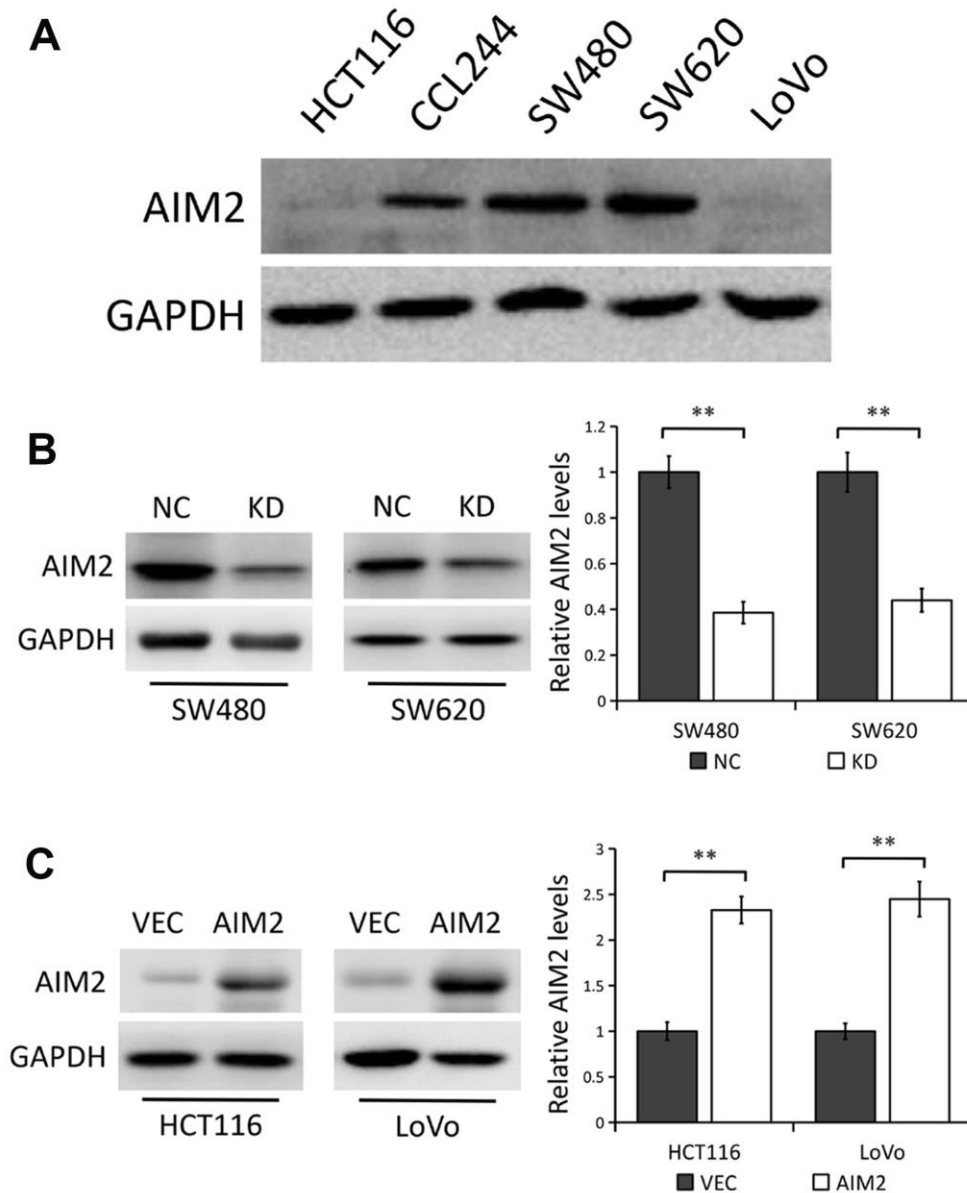 A
HCT116 CCL244 SW480 SW620 LoVo
AIM2
GAPDH
B
NC KD NC KD
AIM2
GAPDH
SW480 SW620
Relative AIM2 levels
1.2
1
0.8
0.6
0.4
0.2
0
** **
SW480 SW620
NC KD
C
VEC AIM2 VEC AIM2
AIM2
GAPDH
HCT116 LoVo
Relative AIM2 levels
3
2.5
2
1.5
1
0.5
0
** **
HCT116 LoVo
VEC AIM2